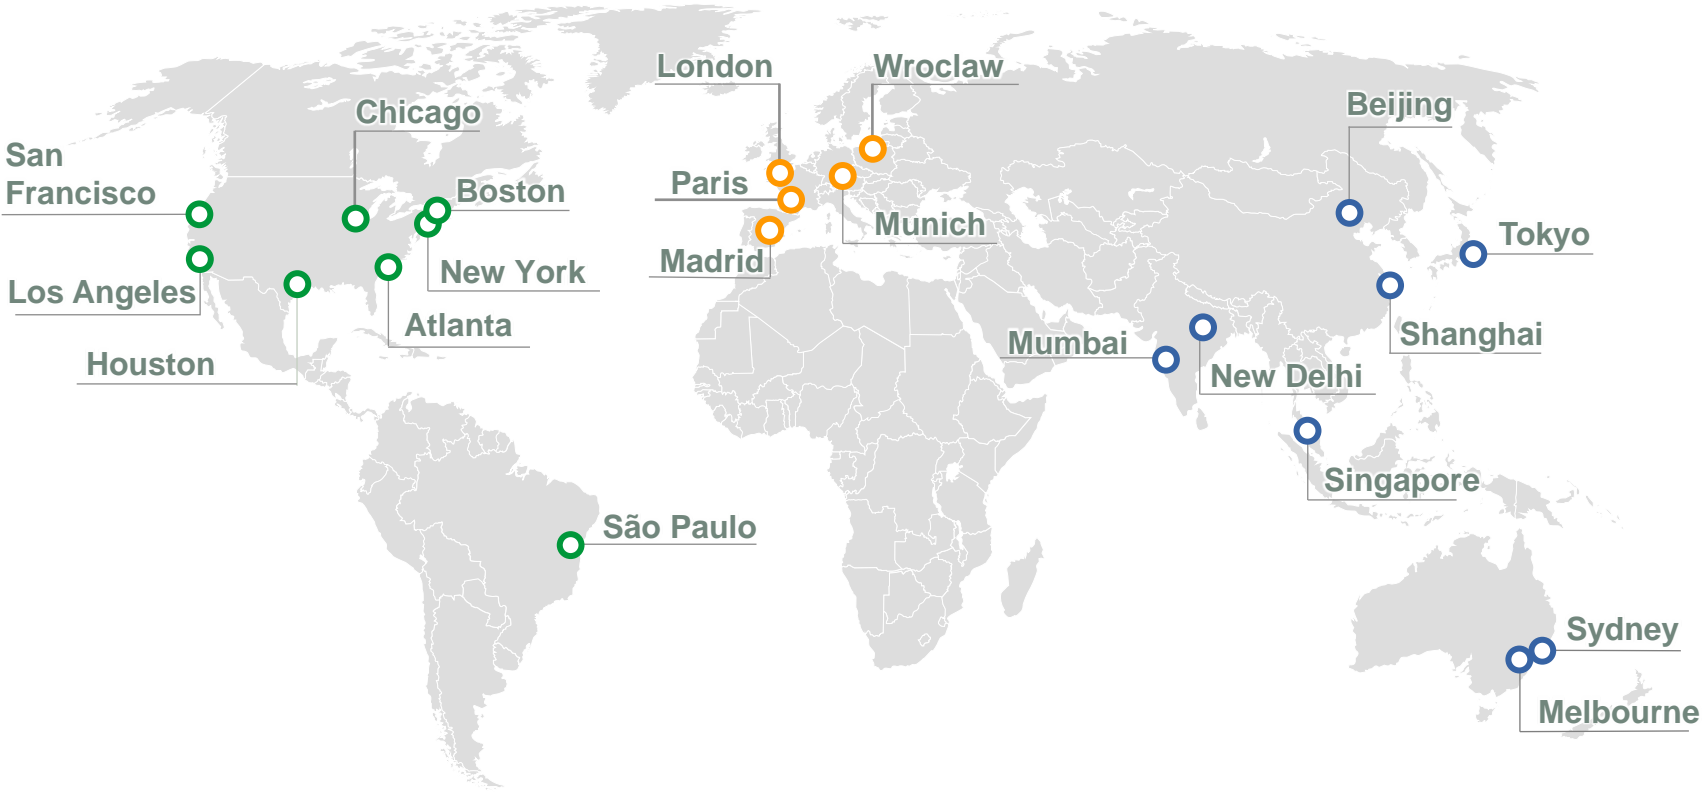 London
Wroclaw
Beijing
Chicago
San
Francisco
Boston
Paris
Munich
Tokyo
Madrid
New York
Los Angeles
Atlanta
Shanghai
Mumbai
Houston
New Delhi
Singapore
São Paulo
Sydney
Melbourne